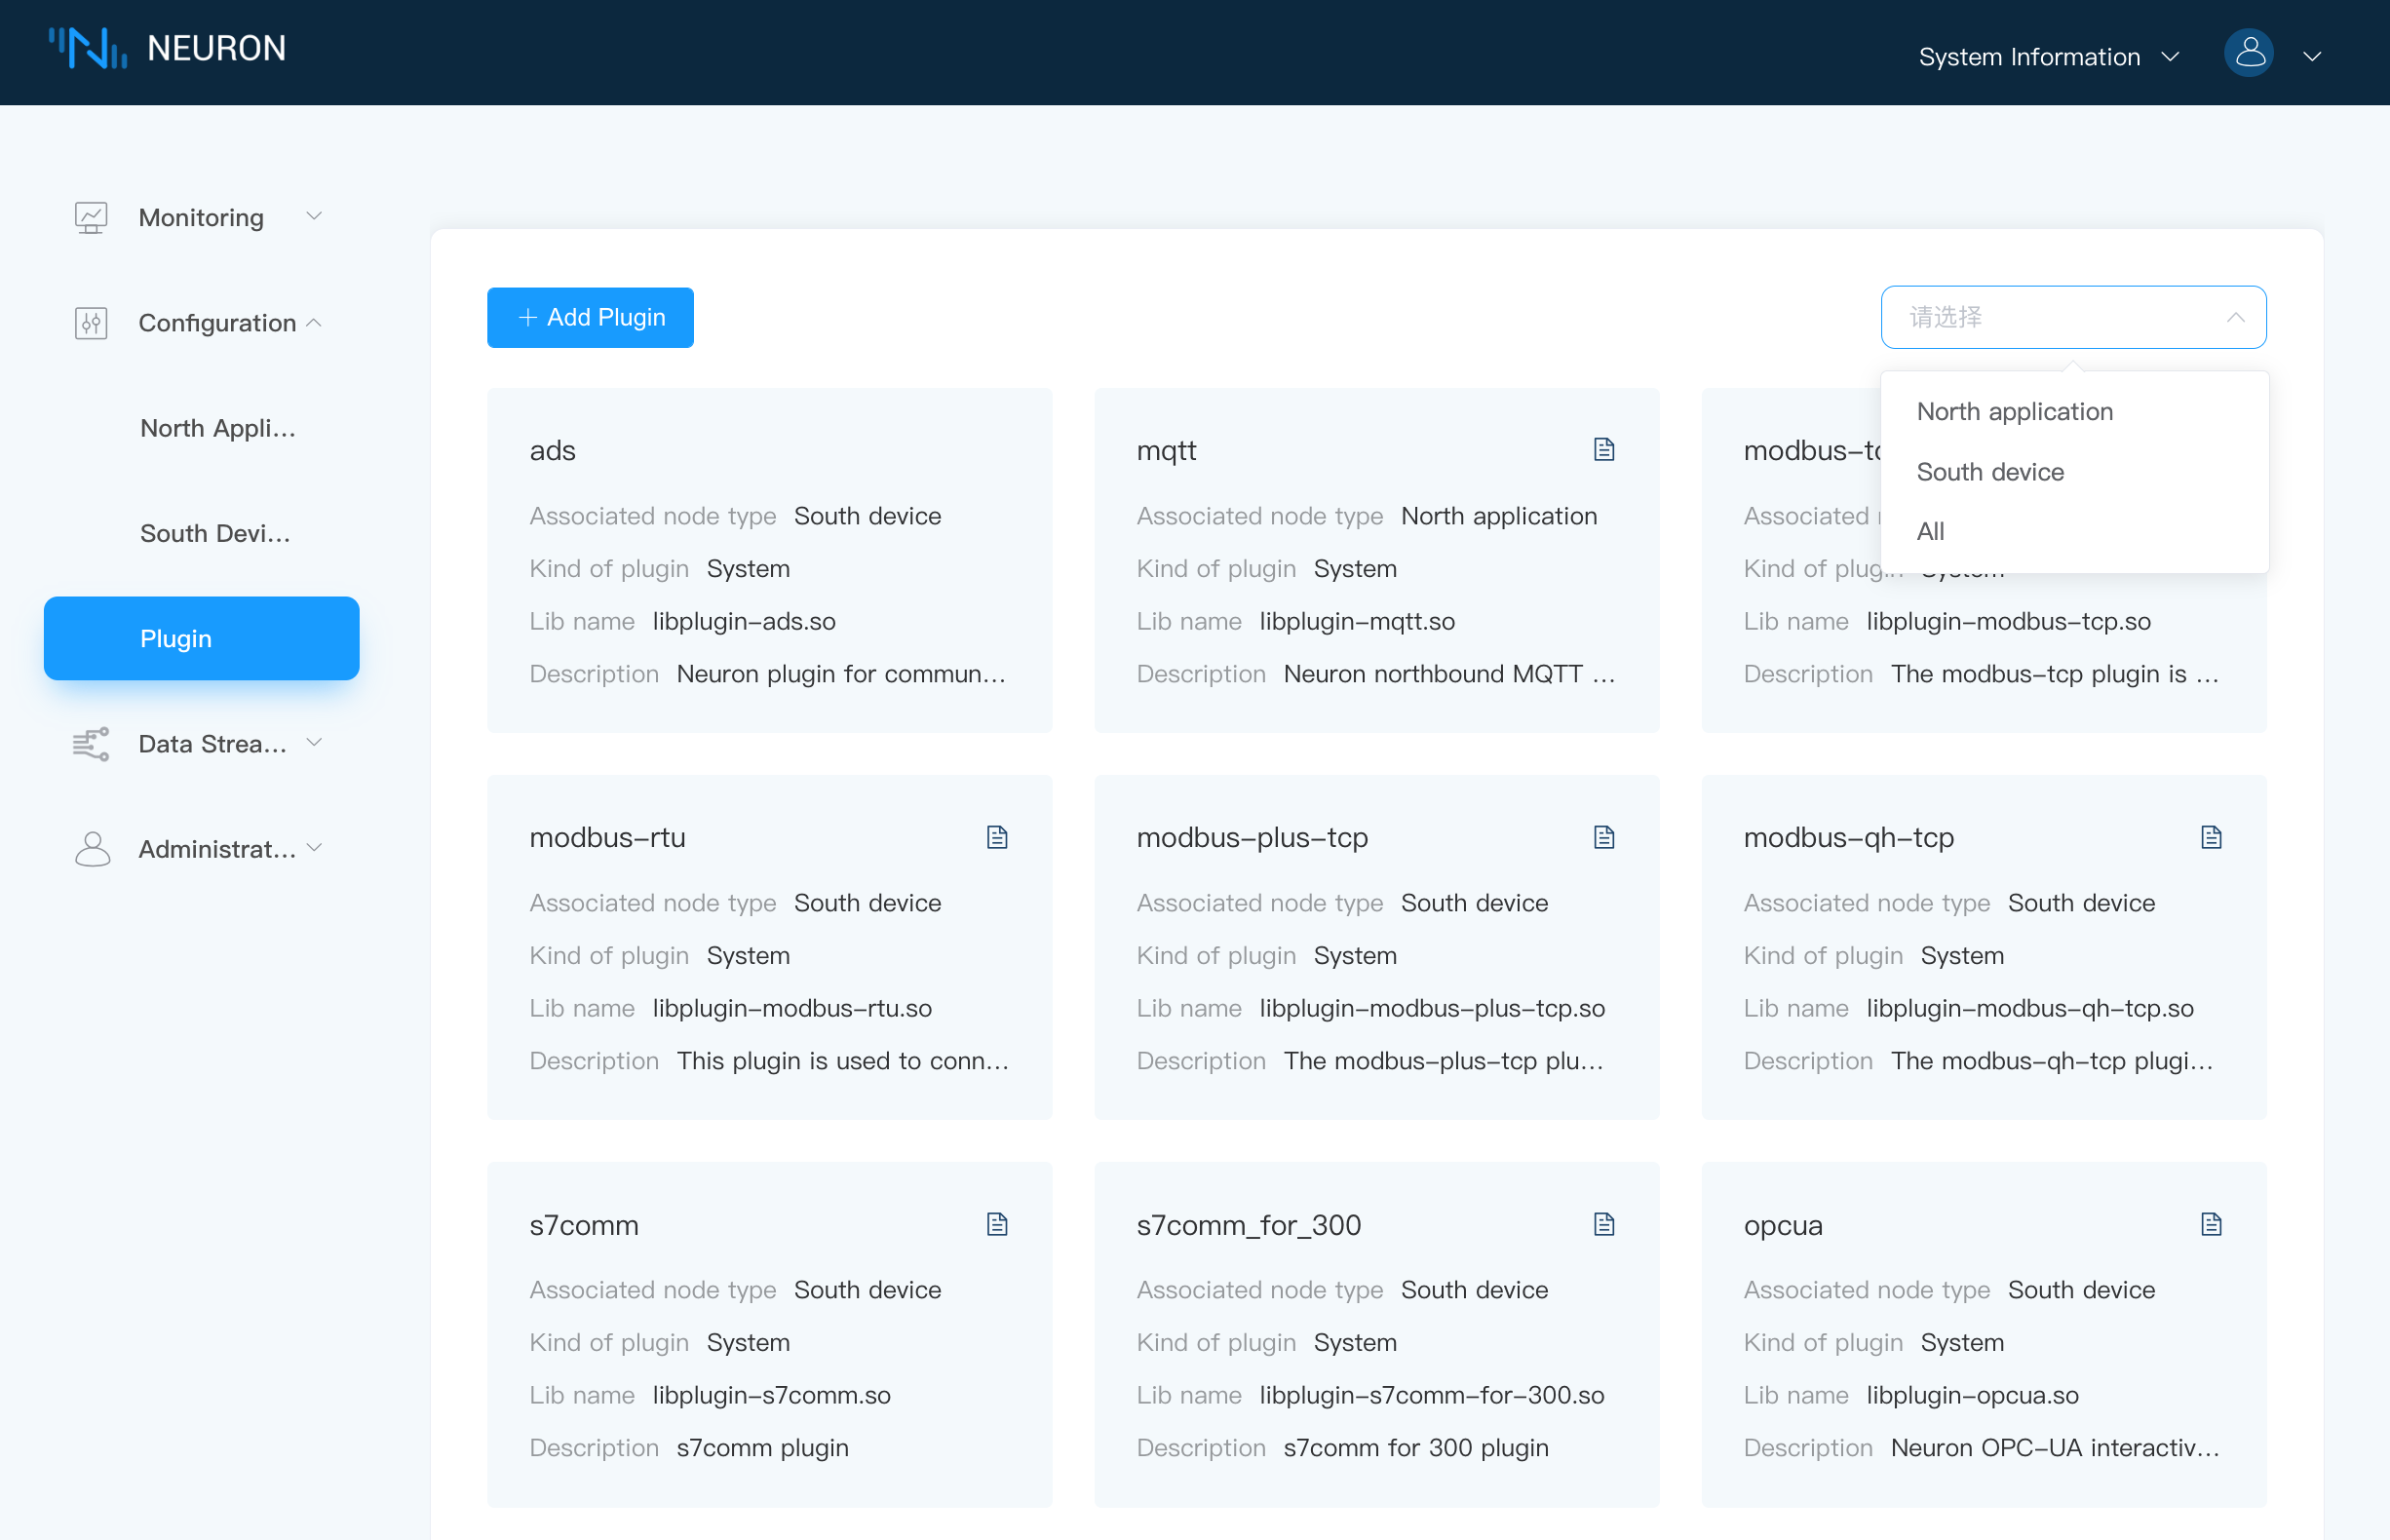 NEURON
System Information
Monitoring
Configuration
North Appli...
South Devi...
Plugin
Data Strea...
Administrat...
Add Plugin
请选择
North application
South device
All
ads
Associated node type South device
Kind of plugin System
Lib name libplugin-ads.so
Description Neuron plugin for commun...
mqtt
Associated node type North application
Kind of plugin System
Lib name libplugin-mqtt.so
Description Neuron northbound MQTT ...
modbus-tc
Associated
Kind of plugin System
Lib name libplugin-modbus-tcp.so
Description The modbus-tcp plugin is ...
modbus-rtu
Associated node type South device
Kind of plugin System
Lib name libplugin-modbus-rtu.so
Description This plugin is used to conn...
modbus-plus-tcp
Associated node type South device
Kind of plugin System
Lib name libplugin-modbus-plus-tcp.so
Description The modbus-plus-tcp plu...
modbus-qh-tcp
Associated node type South device
Kind of plugin System
Lib name libplugin-modbus-qh-tcp.so
Description The modbus-qh-tcp plugi...
s7comm
Associated node type South device
Kind of plugin System
Lib name libplugin-s7comm.so
Description s7comm plugin
s7comm_for_300
Associated node type South device
Kind of plugin System
Lib name libplugin-s7comm-for-300.so
Description s7comm for 300 plugin
opcua
Associated node type South device
Kind of plugin System
Lib name libplugin-opcua.so
Description Neuron OPC-UA interactiv...